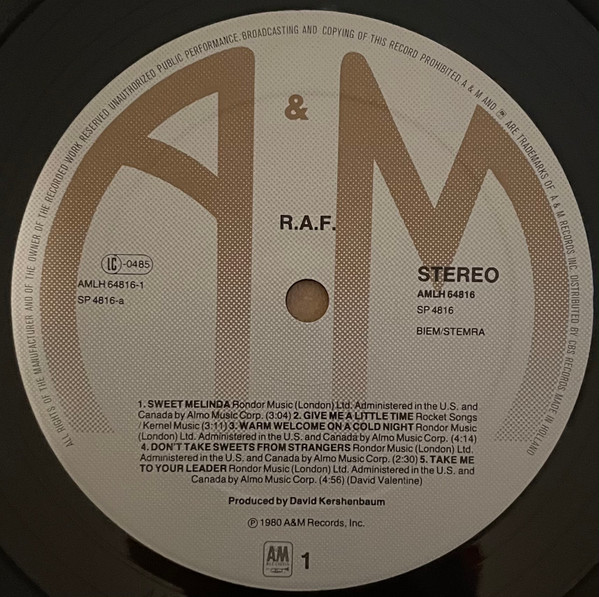 ALL RIGHTS OF THE MANUFACTURER AND OF THE OWNER OF THE RECORDED WORK RESERVED. UNAUTHORIZED PUBLIC PERFORMANCE, BROADCASTING AND COPYING OF THIS RECORD PROHIBITED. A & M AND ARE TRADEMARKS OF A & M RECORDS INC. DISTRIBUTED BY CBS RECORDS MADE IN HOLLAND
A & M
R.A.F.
LC-0485
AMLH 64816-1
SP 4816-a
STEREO
AMLH 64816
SP 4816
BIEM/STEMRA
1. SWEET MELINDA Rondor Music (London) Ltd. Administered in the U.S. and
Canada by Almo Music Corp. (3:04) 2. GIVE ME A LITTLE TIME Rocket Songs
/ Kernel Music (3:11) 3. WARM WELCOME ON A COLD NIGHT Rondor Music
(London) Ltd. Administered in the U.S. and Canada by Almo Music Corp. (4:14)
4. DON'T TAKE SWEETS FROM STRANGERS Rondor Music (London) Ltd.
Administered in the U.S. and Canada by Almo Music Corp. (2:30) 5. TAKE ME
TO YOUR LEADER Rondor Music (London) Ltd. Administered in the U.S. and
Canada by Almo Music Corp. (4:56) (David Valentine)
Produced by David Kershenbaum
℗ 1980 A&M Records, Inc.
A&M
RECORDS
1